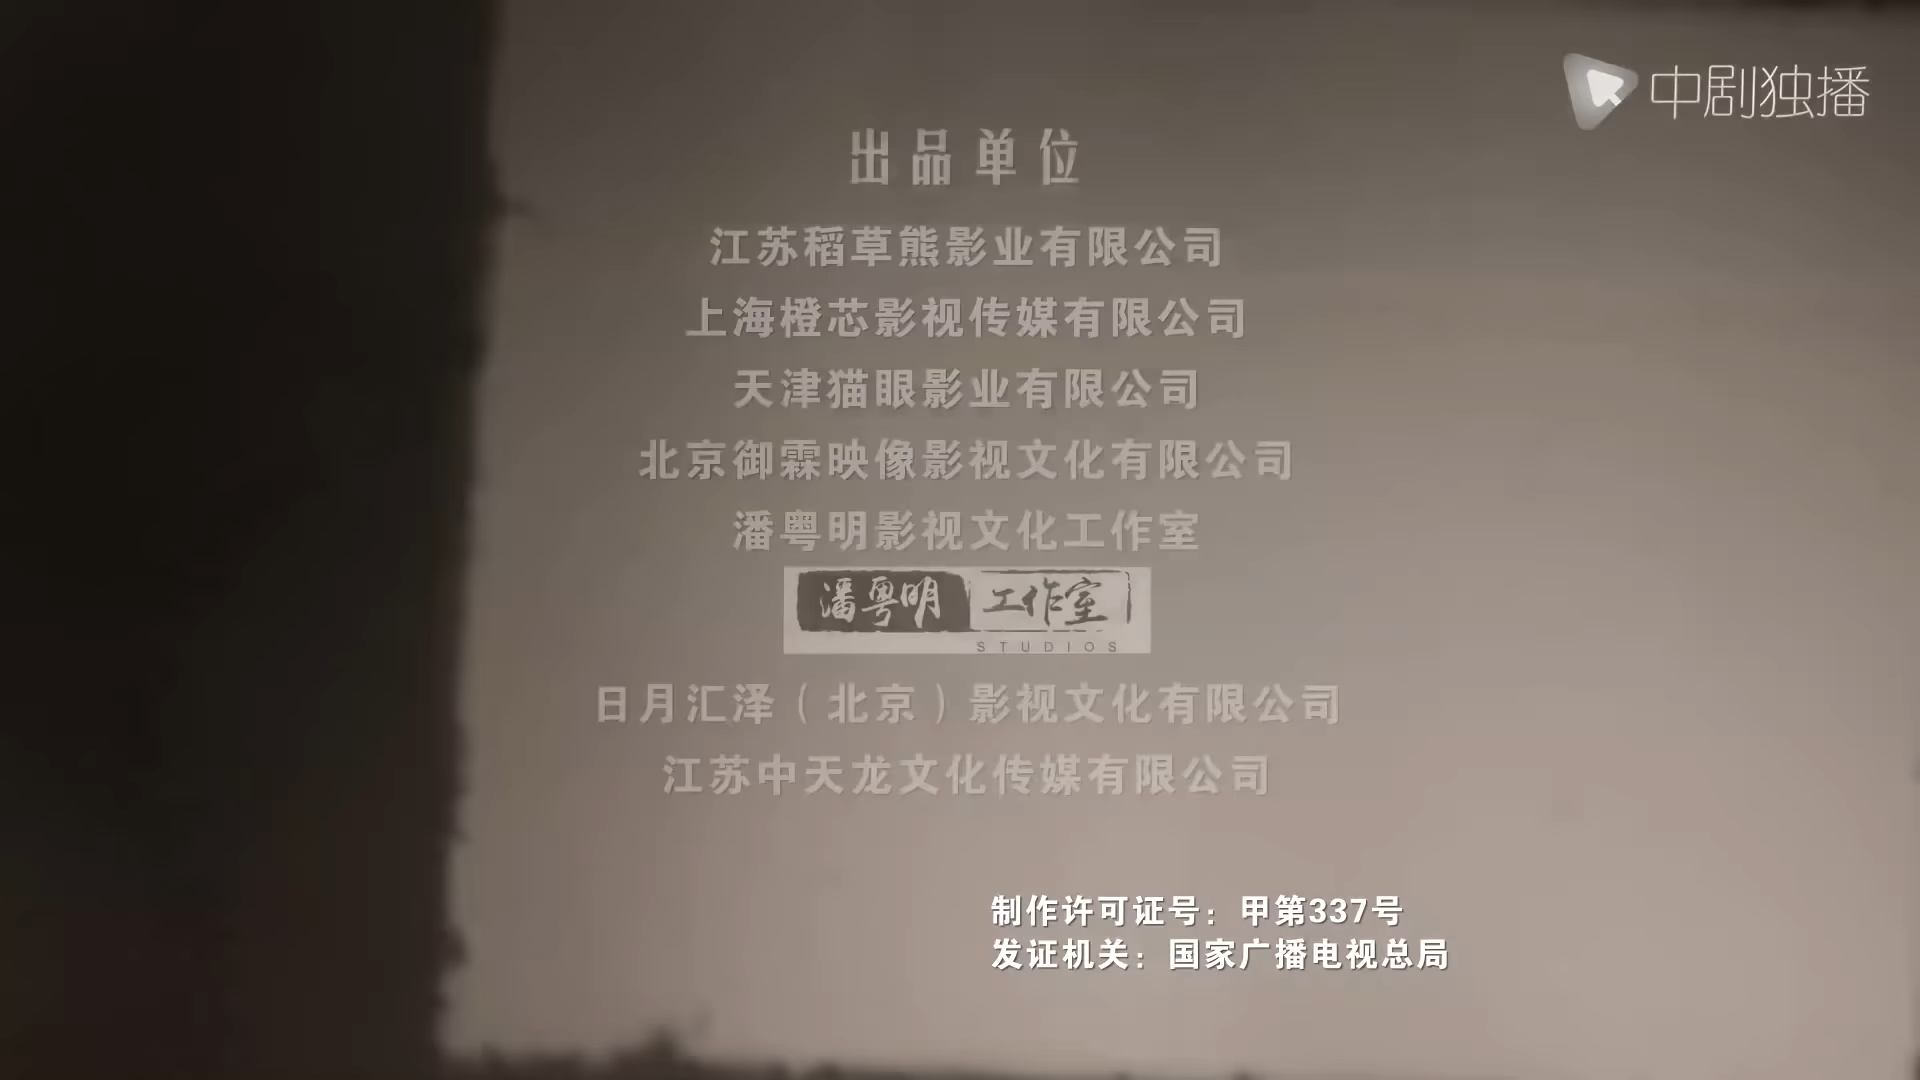 中剧独播
出品单位
江苏稻草熊影业有限公司
上海橙芯影视传媒有限公司
天津猫眼影业有限公司
北京御霖映像影视文化有限公司
潘粤明影视文化工作室
潘粤明工作室
STUDIOS
日月汇泽（北京）影视文化有限公司
江苏中天龙文化传媒有限公司
制作许可证号：甲第337号
发证机关：国家广播电视总局